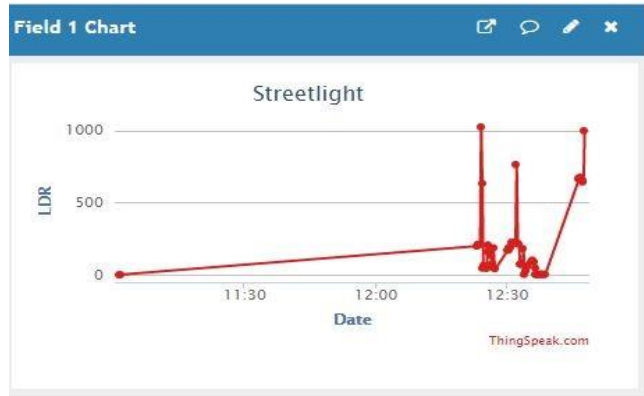 Field 1 Chart
Streetlight
1000
500
0
LDR
11:30 12:00 12:30
Date
ThingSpeak.com